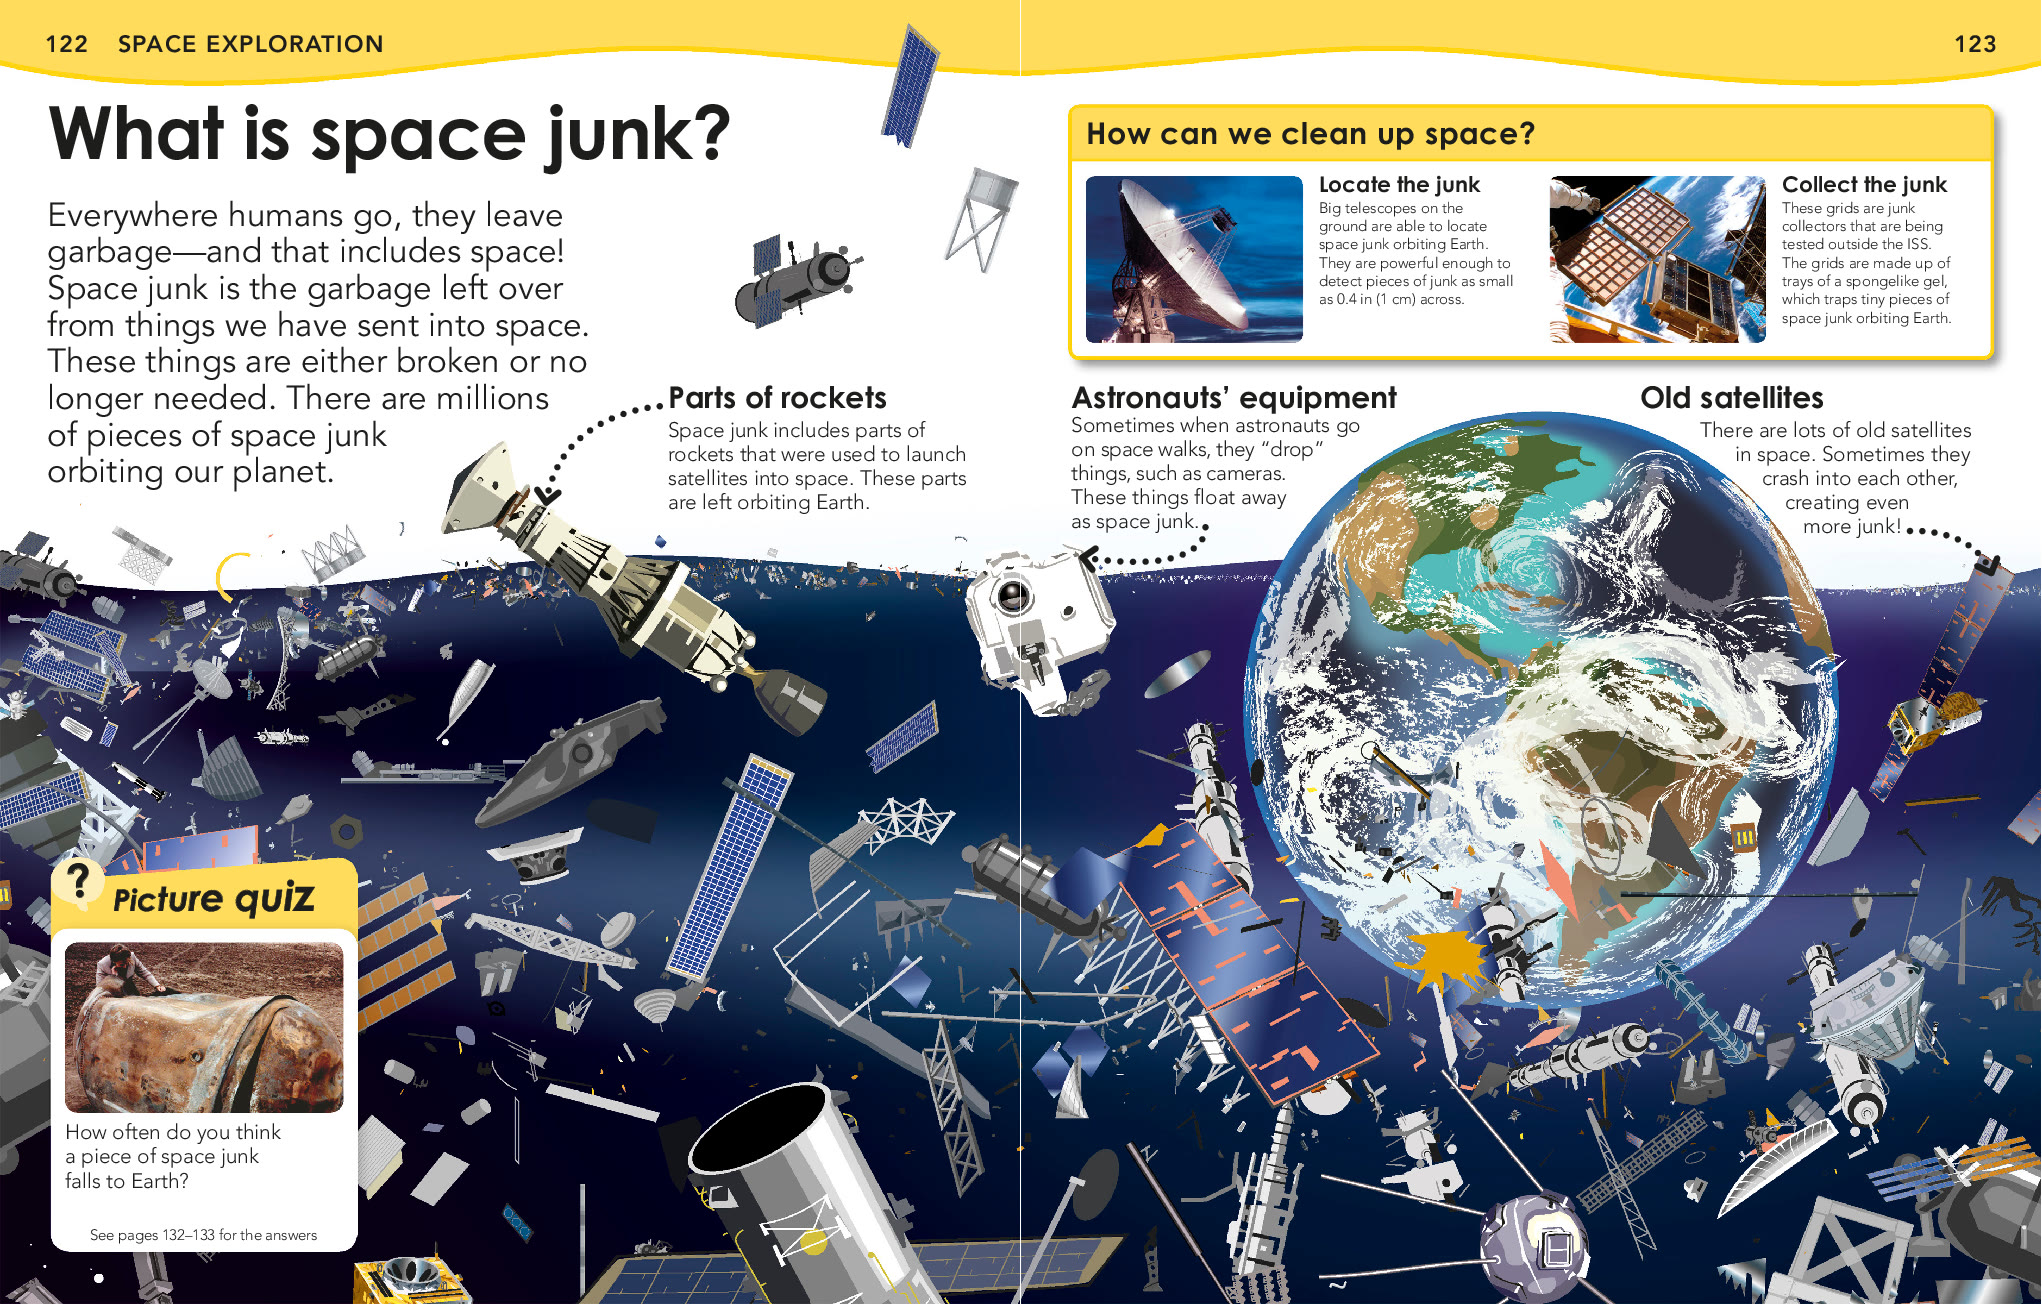 122 SPACE EXPLORATION
123
What is space junk?
Everywhere humans go, they leave
garbage—and that includes space!
Space junk is the garbage left over
from things we have sent into space.
These things are either broken or no
longer needed. There are millions
of pieces of space junk
orbiting our planet.
How can we clean up space?
Locate the junk
Big telescopes on the
ground are able to locate
space junk orbiting Earth.
They are powerful enough to
detect pieces of junk as small
as 0.4 in (1 cm) across.
Collect the junk
These grids are junk
collectors that are being
tested outside the ISS.
The grids are made up of
trays of a spongelike gel,
which traps tiny pieces of
space junk orbiting Earth.
Parts of rockets
Space junk includes parts of
rockets that were used to launch
satellites into space. These parts
are left orbiting Earth.
Astronauts’ equipment
Sometimes when astronauts go
on space walks, they “drop”
things, such as cameras.
These things float away
as space junk.
Old satellites
There are lots of old satellites
in space. Sometimes they
crash into each other,
creating even
more junk!
? Picture quiz
How often do you think
a piece of space junk
falls to Earth?
See pages 132–133 for the answers